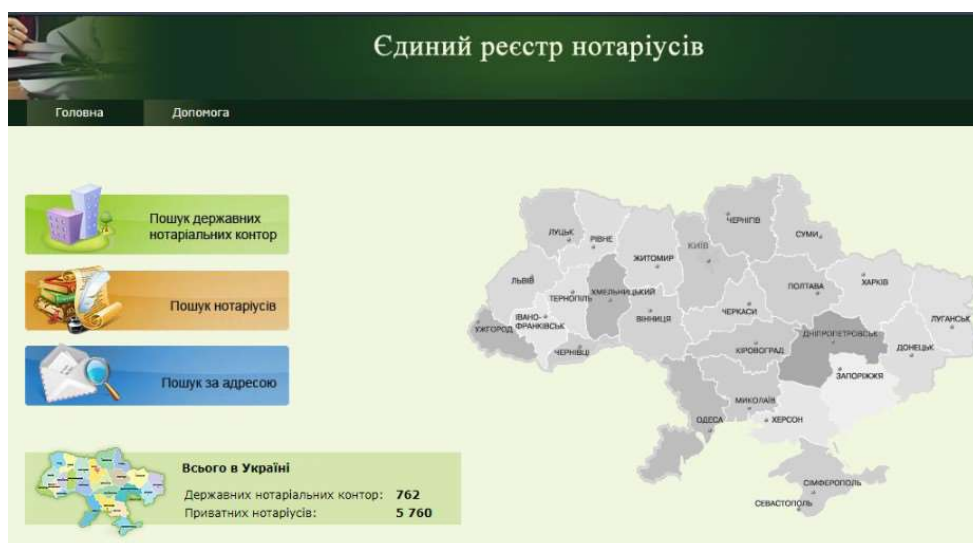 Єдиний реєстр нотаріусів
Головна
Допомога
Пошук державних
нотаріальних контор
Пошук нотаріусів
Пошук за адресою
Всього в Україні
Державних нотаріальних контор: 762
Приватних нотаріусів: 5 760
ЛУЦЬК
РІВНЕ
ЖИТОМИР
КИЇВ
ЧЕРНІГІВ
СУМИ
ЛЬВІВ
ТЕРНОПІЛЬ
ХМЕЛЬНИЦЬКИЙ
ВІННИЦЯ
ЧЕРКАСИ
ПОЛТАВА
ХАРКІВ
ЛУГАНСЬК
УЖГОРОД
ІВАНО-
ФРАНКІВСЬК
ЧЕРНІВЦІ
КІРОВОГРАД
ДНІПРОПЕТРОВСЬК
ДОНЕЦЬК
ЗАПОРІЖЖЯ
МИКОЛАЇВ
ОДЕСА
ХЕРСОН
СІМФЕРОПОЛЬ
СЕВАСТОПОЛЬ